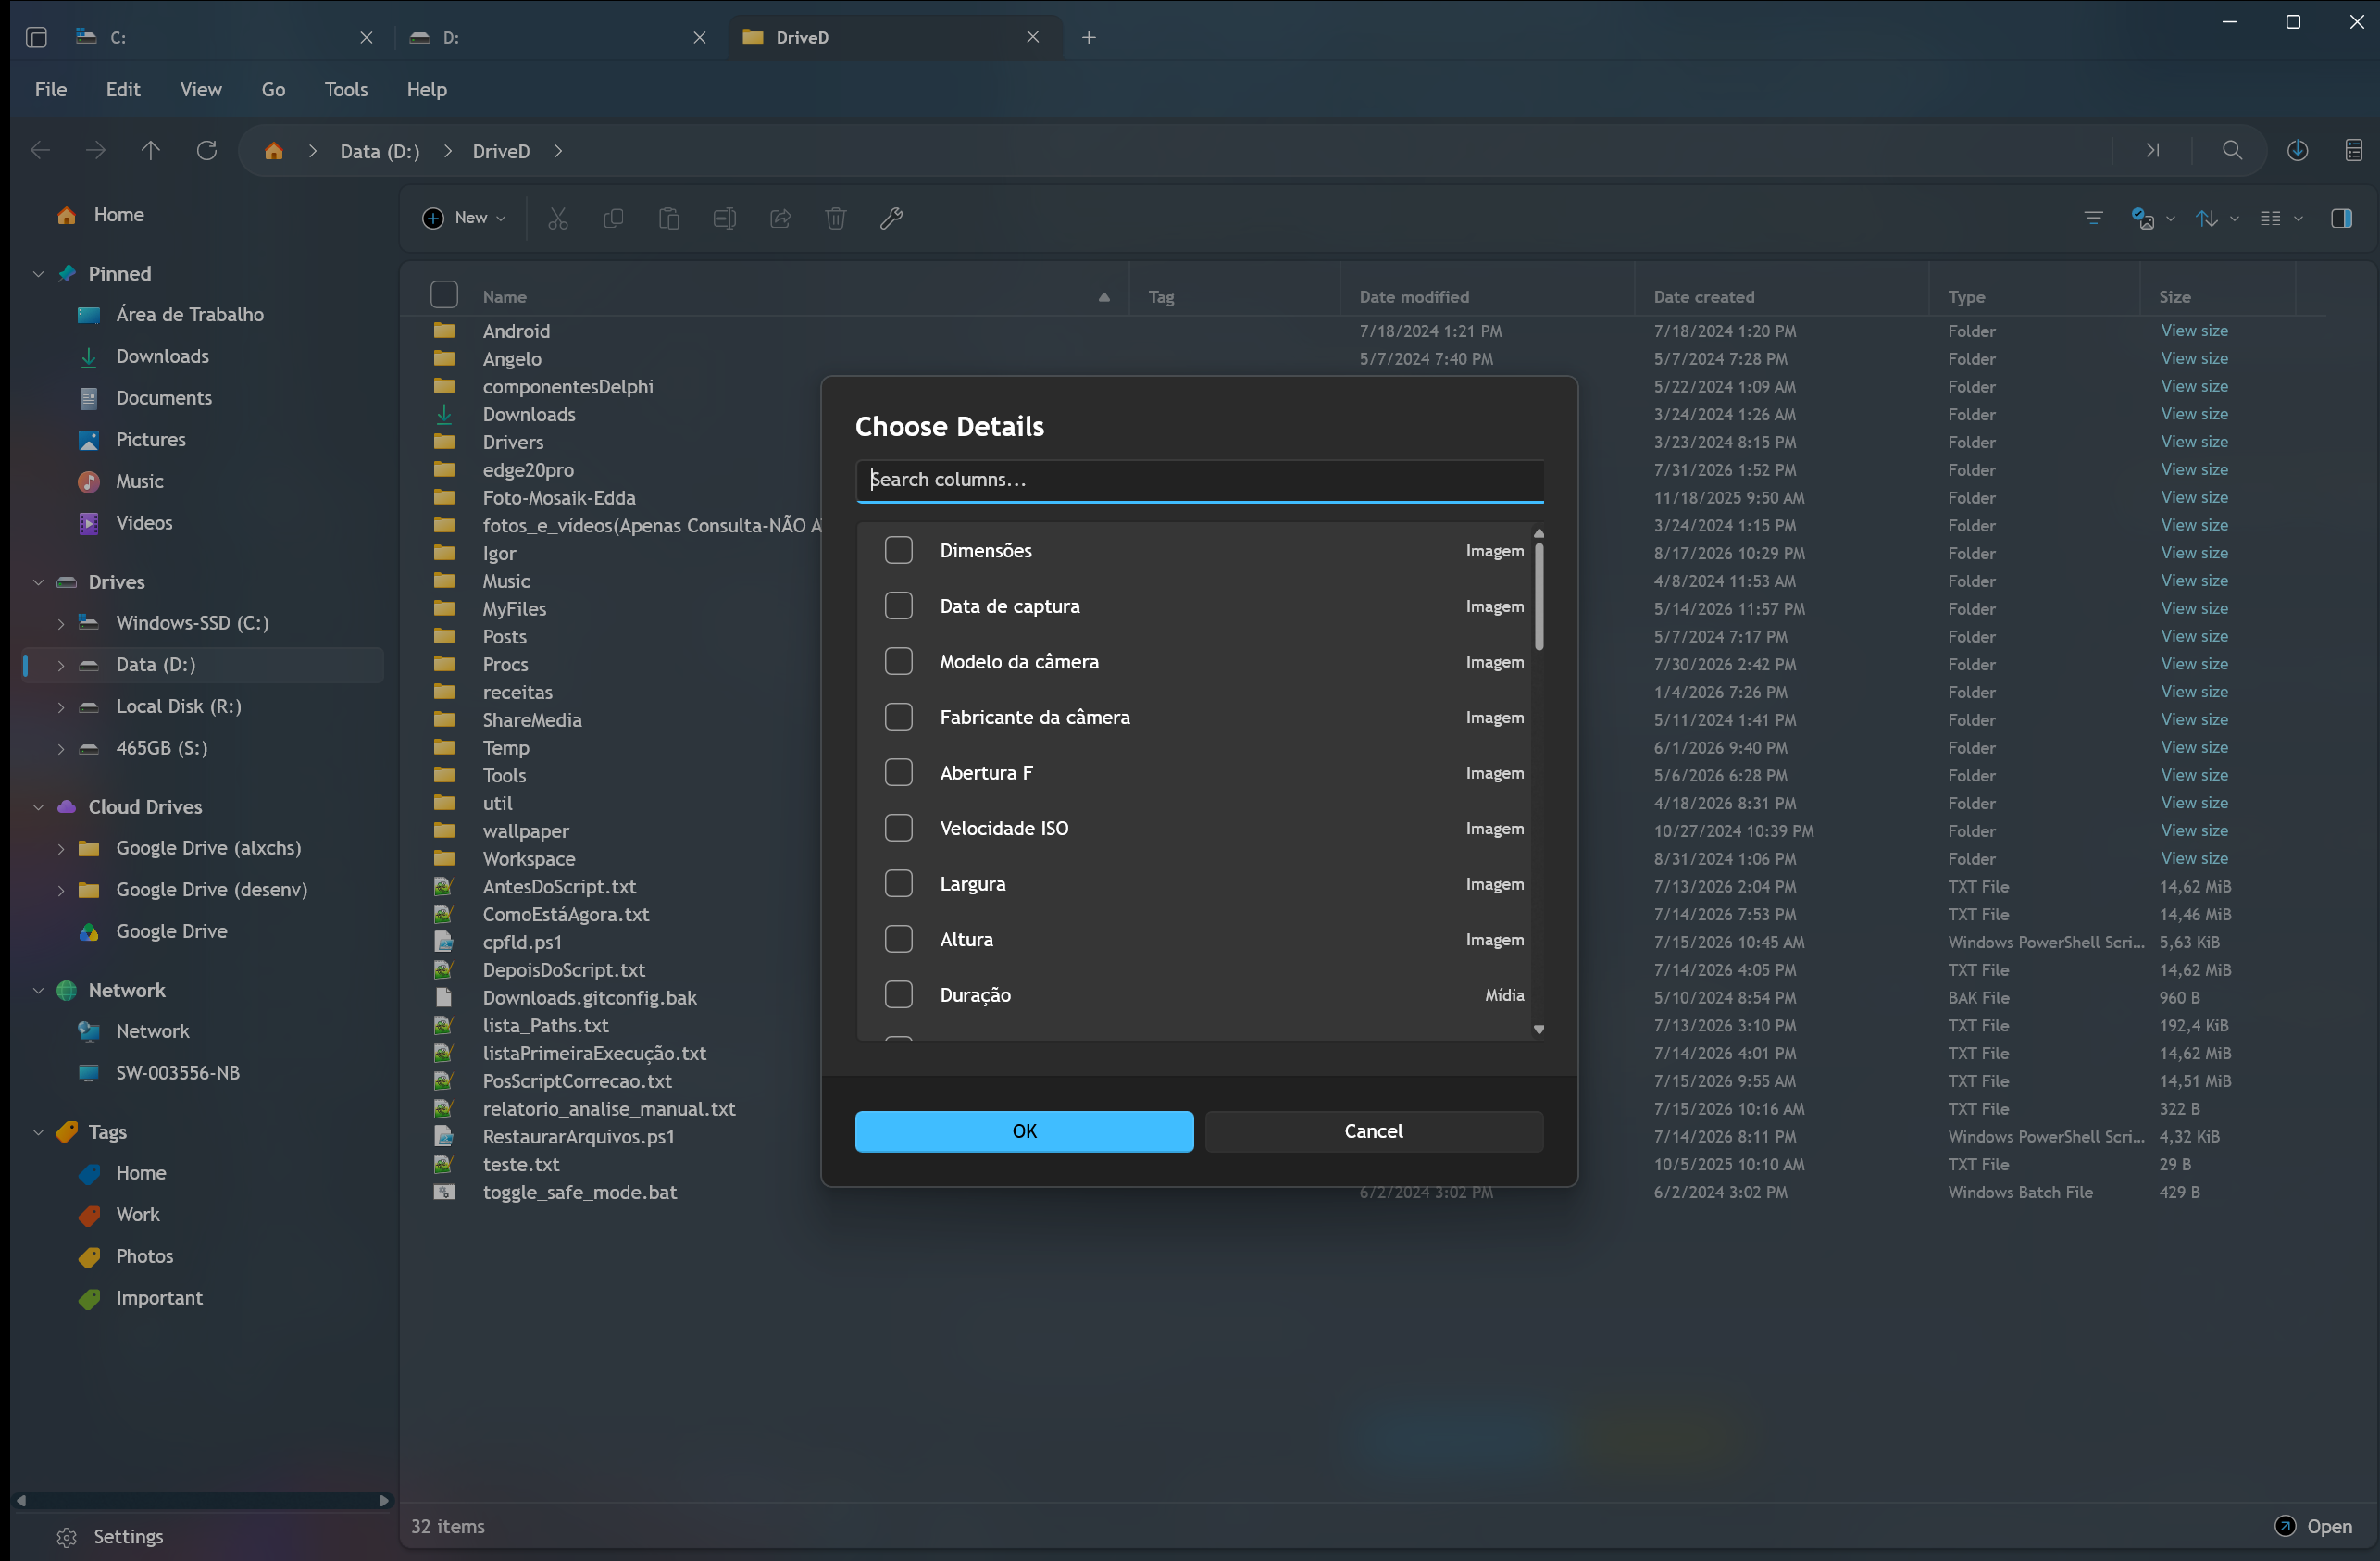 C:
D:
DriveD
File Edit View Go Tools Help
Data (D:) DriveD
Home
Pinned
Área de Trabalho
Downloads
Documents
Pictures
Music
Videos
Drives
Windows-SSD (C:)
Data (D:)
Local Disk (R:)
465GB (S:)
Cloud Drives
Google Drive (alxchs)
Google Drive (desenv)
Google Drive
Network
Network
SW-003556-NB
Tags
Home
Work
Photos
Important
Settings
New
Name Tag Date modified Date created Type Size
Android 7/18/2024 1:21 PM 7/18/2024 1:20 PM Folder View size
Angelo 5/7/2024 7:40 PM 5/7/2024 7:28 PM Folder View size
componentesDelphi 5/22/2024 1:09 AM Folder View size
Downloads 3/24/2024 1:26 AM Folder View size
Drivers 3/23/2024 8:15 PM Folder View size
edge20pro 7/31/2026 1:52 PM Folder View size
Foto-Mosaik-Edda 11/18/2025 9:50 AM Folder View size
fotos_e_vídeos(Apenas Consulta-NÃO A 3/24/2024 1:15 PM Folder View size
Igor 8/17/2026 10:29 PM Folder View size
Music 4/8/2024 11:53 AM Folder View size
MyFiles 5/14/2026 11:57 PM Folder View size
Posts 5/7/2024 7:17 PM Folder View size
Procs 7/30/2026 2:42 PM Folder View size
receitas 1/4/2026 7:26 PM Folder View size
ShareMedia 5/11/2024 1:41 PM Folder View size
Temp 6/1/2026 9:40 PM Folder View size
Tools 5/6/2026 6:28 PM Folder View size
util 4/18/2026 8:31 PM Folder View size
wallpaper 10/27/2024 10:39 PM Folder View size
Workspace 8/31/2024 1:06 PM Folder View size
AntesDoScript.txt 7/13/2026 2:04 PM TXT File 14,62 MiB
ComoEstáAgora.txt 7/14/2026 7:53 PM TXT File 14,46 MiB
cpfld.ps1 7/15/2026 10:45 AM Windows PowerShell Scri... 5,63 KiB
DepoisDoScript.txt 7/14/2026 4:05 PM TXT File 14,62 MiB
Downloads.gitconfig.bak 5/10/2024 8:54 PM BAK File 960 B
lista_Paths.txt 7/13/2026 3:10 PM TXT File 192,4 KiB
listaPrimeiraExecução.txt 7/14/2026 4:01 PM TXT File 14,62 MiB
PosScriptCorrecao.txt 7/15/2026 9:55 AM TXT File 14,51 MiB
relatorio_analise_manual.txt 7/15/2026 10:16 AM TXT File 322 B
RestaurarArquivos.ps1 7/14/2026 8:11 PM Windows PowerShell Scri... 4,32 KiB
teste.txt 10/5/2025 10:10 AM TXT File 29 B
toggle_safe_mode.bat 6/2/2024 3:02 PM 6/2/2024 3:02 PM Windows Batch File 429 B
Choose Details
Search columns...
Dimensões Imagem
Data de captura Imagem
Modelo da câmera Imagem
Fabricante da câmera Imagem
Abertura F Imagem
Velocidade ISO Imagem
Largura Imagem
Altura Imagem
Duração Mídia
OK Cancel
32 items
Open